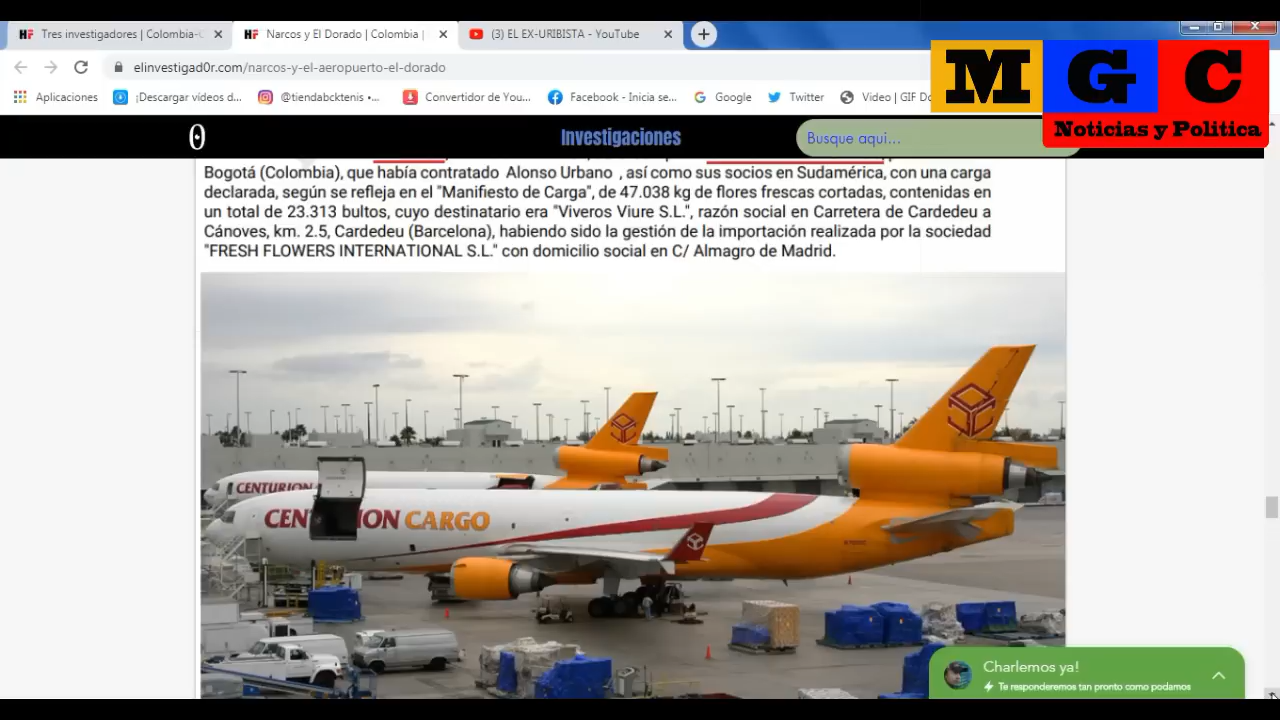 Tres investigadores | Colombia-C
Narcos y El Dorado | Colombia |
X-URIBISTA - YouTube
elinvestigad0r.com/narcos-y-el-aeropuerto-el-dorado
Aplicaciones
¡Descargar vídeos d...
@tiendabcktenis •...
Convertidor de You...
Facebook - Inicia se...
Google
Twitter
Video | GIF Do
M G C
Noticias y Politica
0
Investigaciones
Busque aqui...
Bogotá (Colombia), que había contratado Alonso Urbano , así como sus socios en Sudamérica, con una carga
declarada, según se refleja en el "Manifiesto de Carga", de 47.038 kg de flores frescas cortadas, contenidas en
un total de 23.313 bultos, cuyo destinatario era "Viveros Viure S.L.", razón social en Carretera de Cardedeu a
Cánoves, km. 2.5, Cardedeu (Barcelona), habiendo sido la gestión de la importación realizada por la sociedad
"FRESH FLOWERS INTERNATIONAL S.L." con domicilio social en C/ Almagro de Madrid.
CENTURION
CEN ION CARGO
Charlemos ya!
Te responderemos tan pronto como podamos